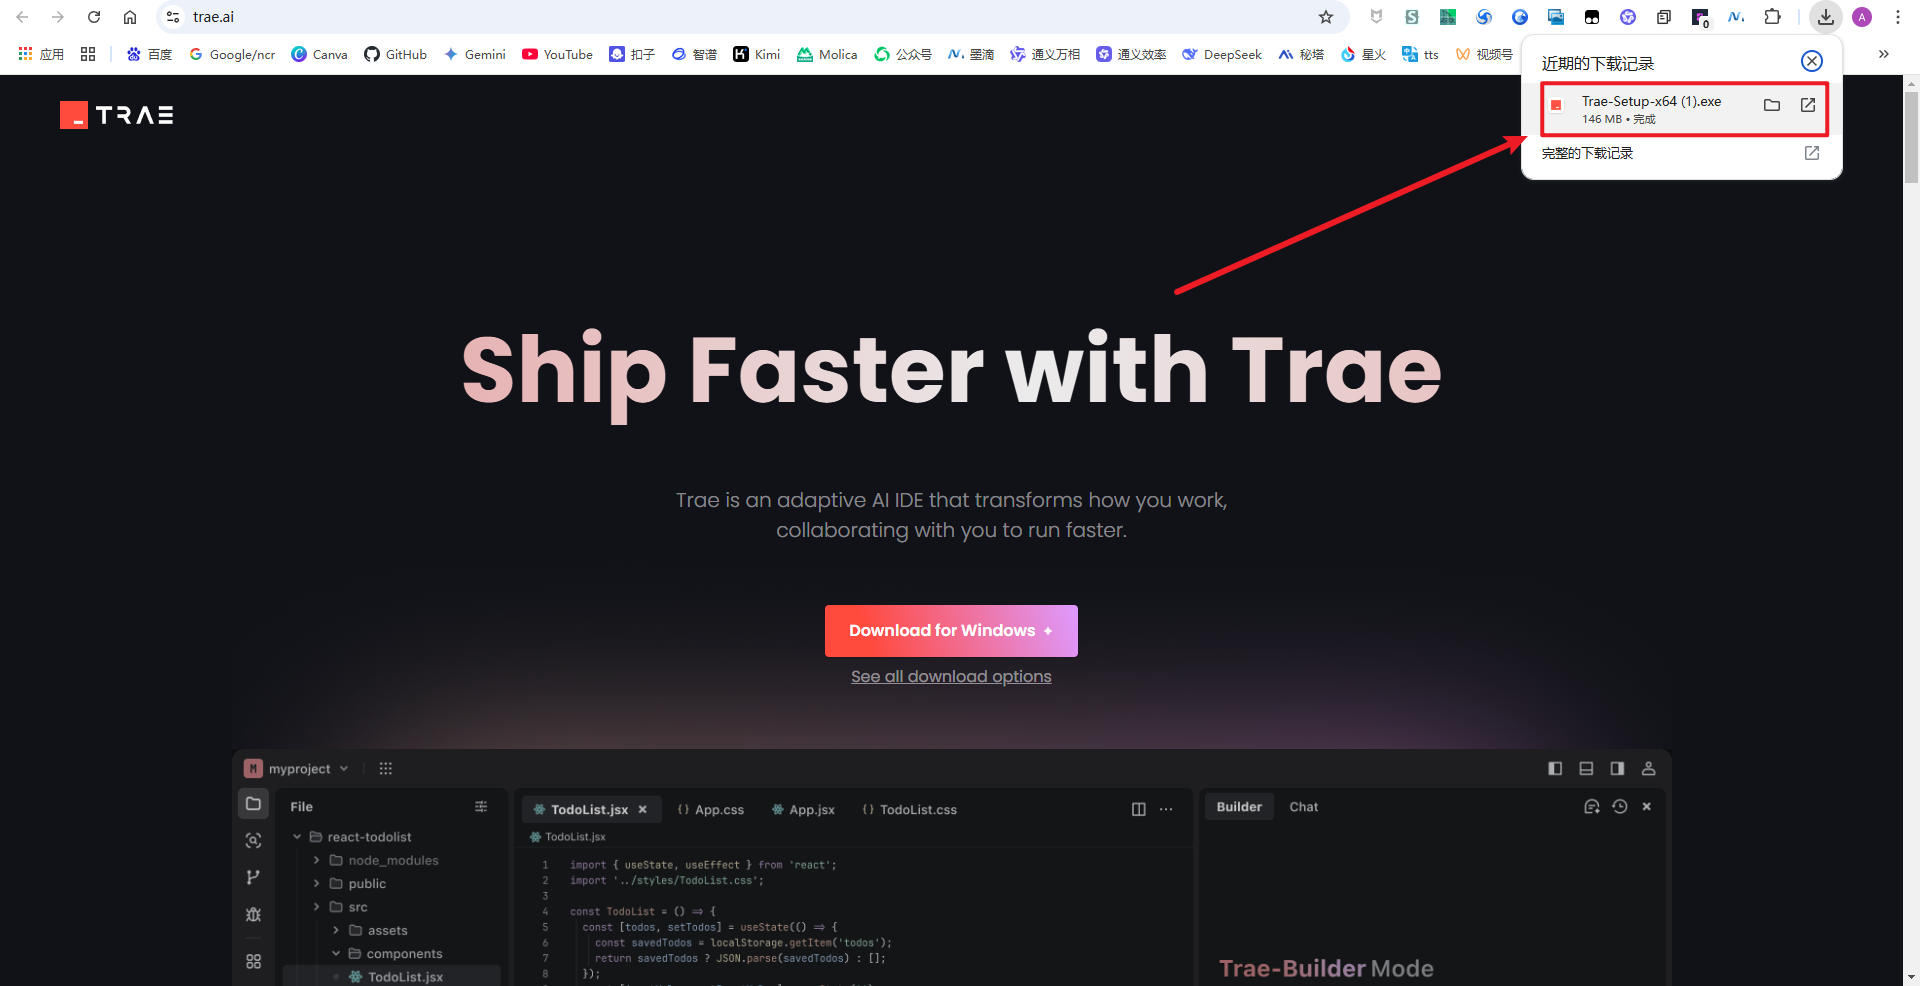 trae.ai
0
A
应用
百度
Google/ncr
Canva
GitHub
Gemini
YouTube
扣子
智谱
Kimi
Molica
公众号
墨滴
通义万相
通义效率
DeepSeek
秘塔
星火
tts
视频号
近期的下载记录
Trae-Setup-x64 (1).exe
146 MB • 完成
完整的下载记录
TRAE
Ship Faster with Trae
Trae is an adaptive AI IDE that transforms how you work,
collaborating with you to run faster.
Download for Windows
See all download options
M myproject
File
TodoList.jsx
App.css
App.jsx
TodoList.css
Builder
Chat
react-todolist
node_modules
public
src
assets
components
TodoList.jsx
TodoList.jsx
1 import { useState, useEffect } from 'react';
2 import '../styles/TodoList.css';
3
4 const TodoList = () => {
5 const [todos, setTodos] = useState(() => {
6 const savedTodos = localStorage.getItem('todos');
7 return savedTodos ? JSON.parse(savedTodos) : [];
8 });
Trae-Builder Mode